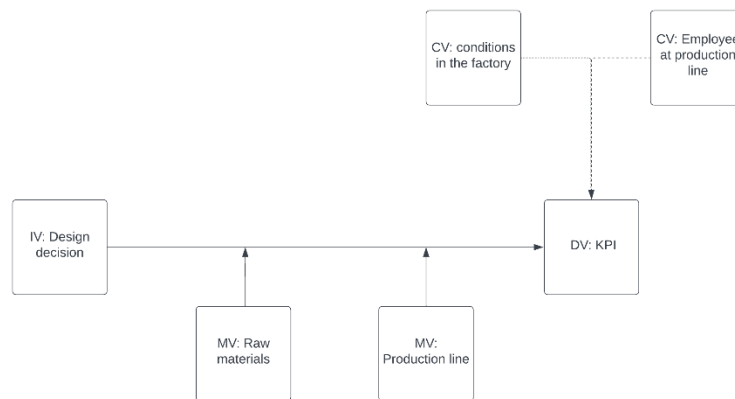 CV: conditions
in the factory
CV: Employee
at production
line
IV: Design
decision
DV: KPI
MV: Raw
materials
MV:
Production line